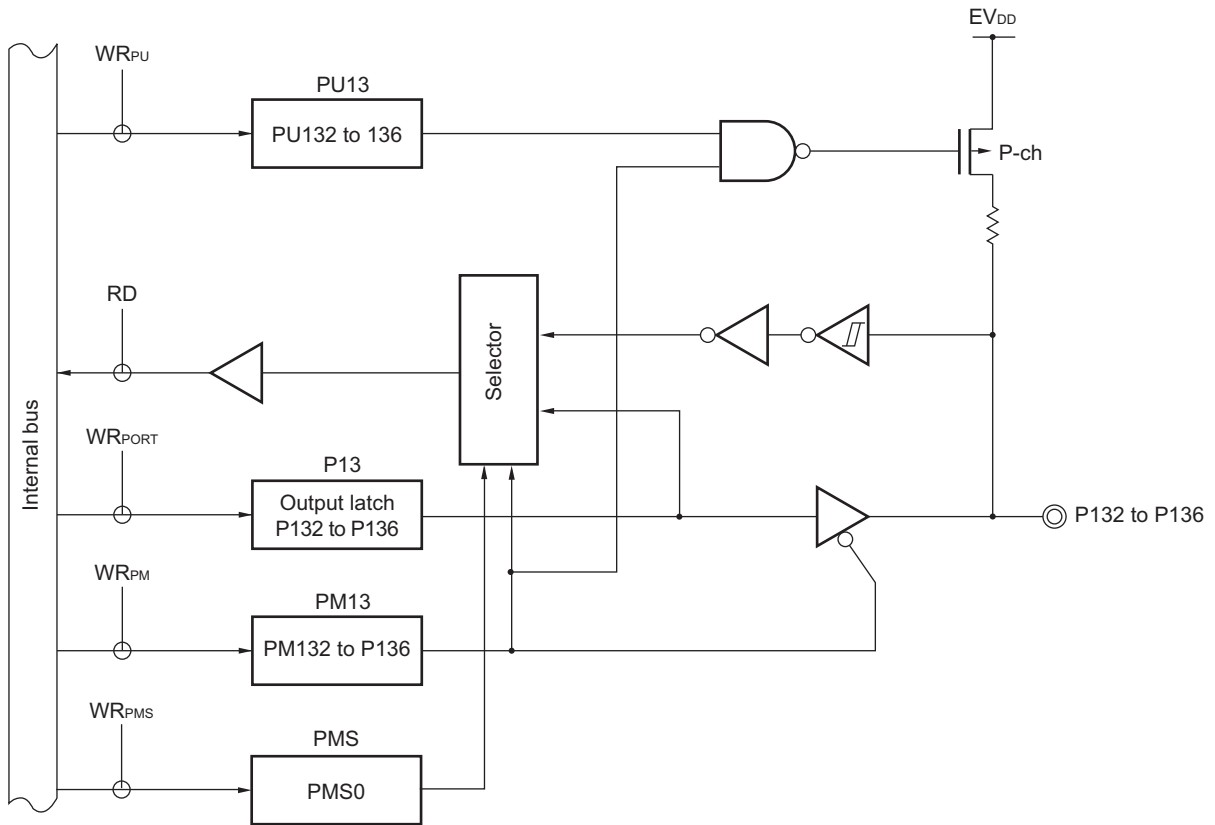 EVDD
WRPU
PU13
PU132 to 136
P-ch
RD
Selector
Internal bus
WRPORT
P13
Output latch
P132 to P136
P132 to P136
WRPM
PM13
PM132 to P136
WRPMS
PMS
PMS0